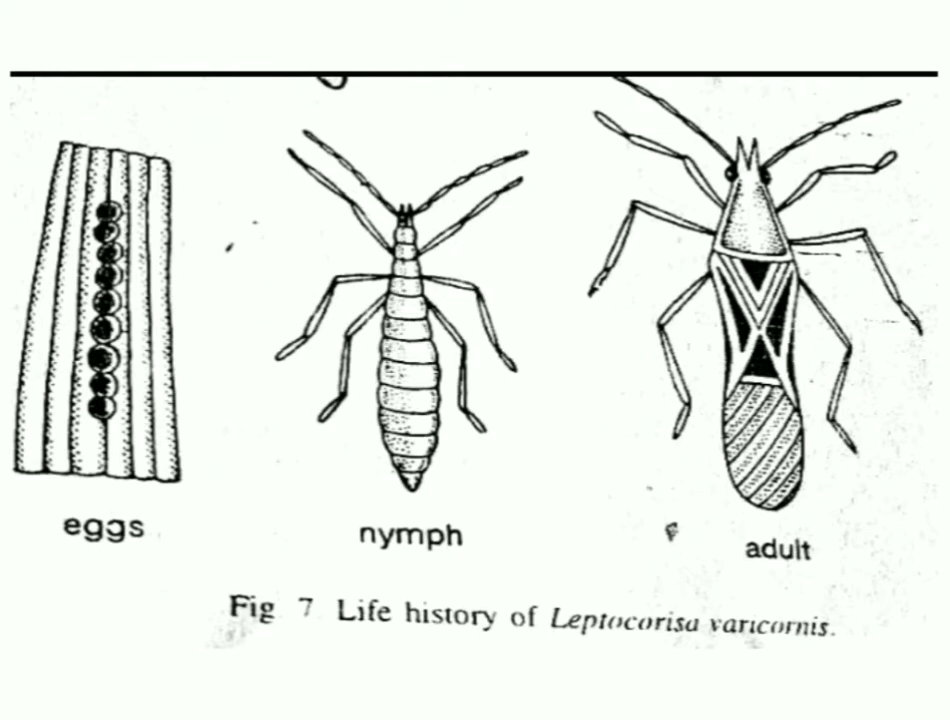 eggs
nymph
adult
Fig 7 Life history of Leptocorisa varicornis.